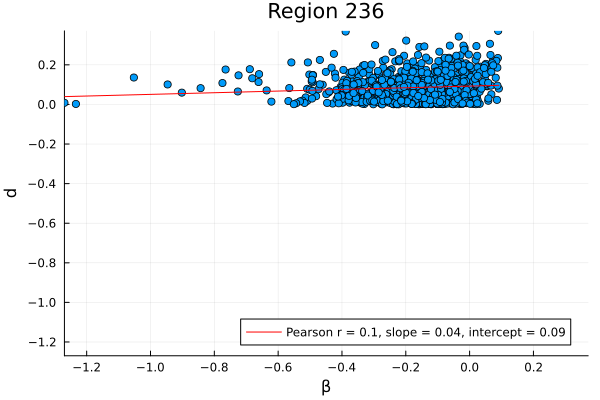 Region 236
d
0.2
0.0
−0.2
−0.4
−0.6
−0.8
−1.0
−1.2
Pearson r = 0.1, slope = 0.04, intercept = 0.09
−1.2 −1.0 −0.8 −0.6 −0.4 −0.2 0.0 0.2
β